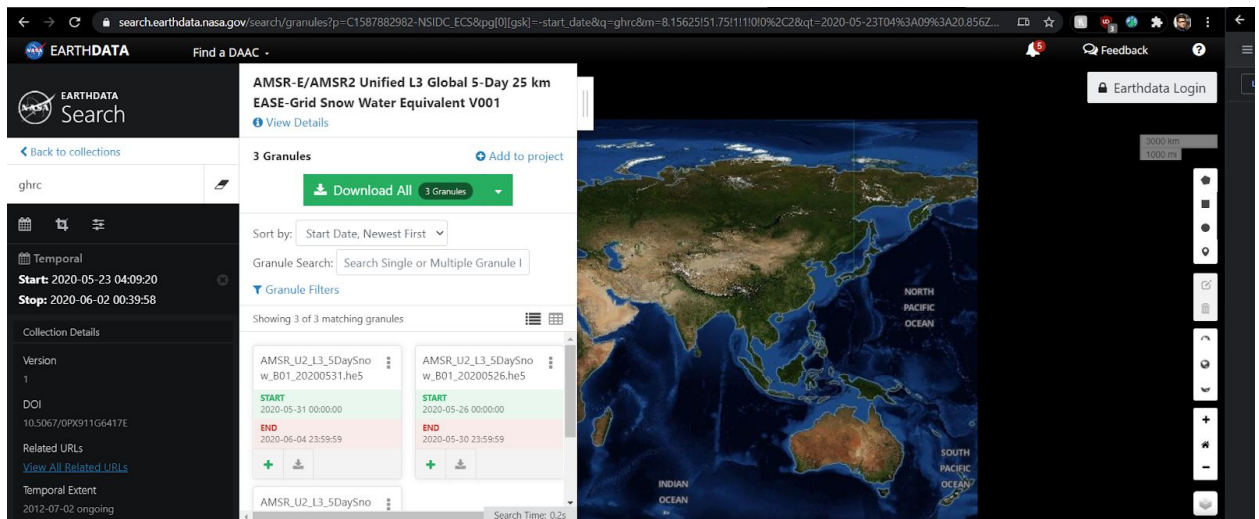 search.earthdata.nasa.gov/search/granules?p=C1587882982-NSIDC_ECS&pg[0][gsk]=-start_date&q=ghrc&m=8.15625!51.75!1!1!0!0%2C2&qt=2020-05-23T04%3A09%3A20.856Z...
3
EARTHDATA
Find a DAAC
5
Feedback
?
EARTHDATA
Search
Back to collections
ghrc
Temporal
Start: 2020-05-23 04:09:20
Stop: 2020-06-02 00:39:58
Collection Details
Version
1
DOI
10.5067/0PX911G6417E
Related URLs
View All Related URLs
Temporal Extent
2012-07-02 ongoing
AMSR-E/AMSR2 Unified L3 Global 5-Day 25 km
EASE-Grid Snow Water Equivalent V001
View Details
3 Granules
Add to project
Download All 3 Granules
Sort by: Start Date, Newest First
Granule Search: Search Single or Multiple Granule I
Granule Filters
Showing 3 of 3 matching granules
AMSR_U2_L3_5DaySno
w_B01_20200531.he5
START
2020-05-31 00:00:00
END
2020-06-04 23:59:59
AMSR_U2_L3_5DaySno
w_B01_20200526.he5
START
2020-05-26 00:00:00
END
2020-05-30 23:59:59
AMSR_U2_L3_5DaySno
Search Time: 0.2s
Earthdata Login
3000 km
1000 mi
NORTH
PACIFIC
OCEAN
SOUTH
PACIFIC
OCEAN
INDIAN
OCEAN